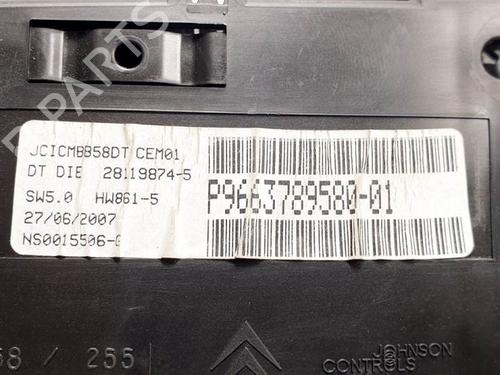 JCICMBB58DT CEM01
DT DIE 28119874-5
SW5.0 HW861-5
27/06/2007
NS0015506-G
P9663789580-01
58 / 255
JOHNSON
CONTROLS
PARTS